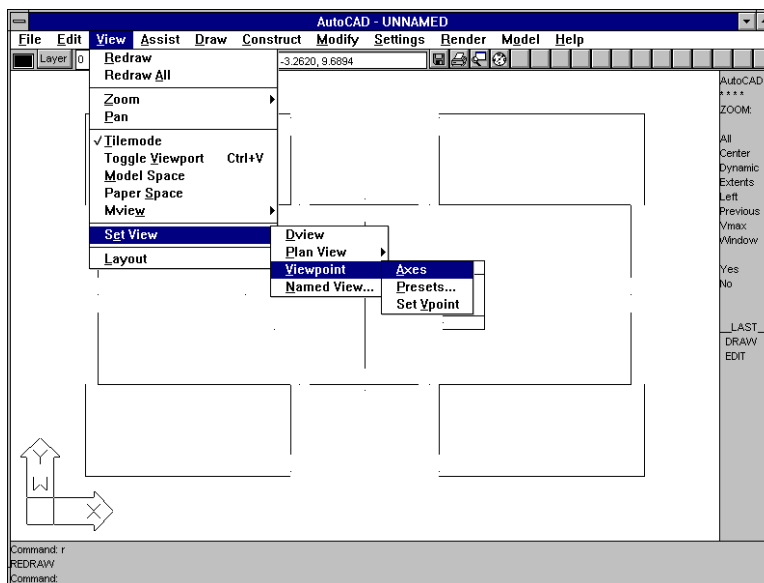 AutoCAD - UNNAMED
File Edit View Assist Draw Construct Modify Settings Render Model Help
Layer 0 -3.2620, 9.6894
Redraw
Redraw All
Zoom
Pan
✓Tilemode
Toggle Viewport Ctrl+V
Model Space
Paper Space
Mview
Set View
Layout
Dview
Plan View
Viewpoint
Named View...
Axes
Presets...
Set Vpoint
AutoCAD
* * * *
ZOOM:
All
Center
Dynamic
Extents
Left
Previous
Vmax
Window
Yes
No
__LAST_
DRAW
EDIT
Y
W
X
Command: r
REDRAW
Command: